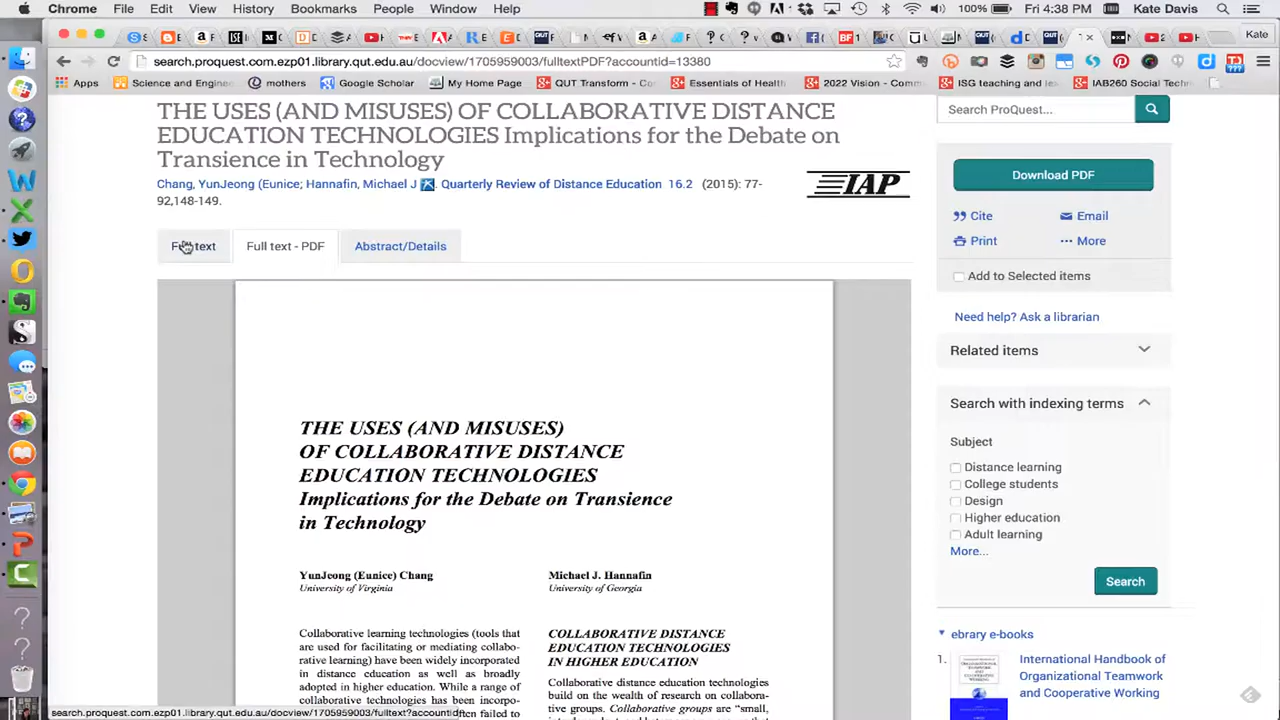 Chrome File Edit View History Bookmarks People Window Help 100% Fri 4:38 PM Kate Davis
Kate
search.proquest.com.ezp01.library.qut.edu.au/docview/1705959003/fulltextPDF?accountid=13380
Apps Science and Engine mothers Google Scholar My Home Page QUT Transform - Co Essentials of Health 2022 Vision - Comm ISG teaching and le IAB260 Social Techn
THE USES (AND MISUSES) OF COLLABORATIVE DISTANCE
EDUCATION TECHNOLOGIES Implications for the Debate on
Transience in Technology
Chang, YunJeong (Eunice; Hannafin, Michael J. Quarterly Review of Distance Education 16.2 (2015): 77-
92,148-149.
IAP
Full text Full text - PDF Abstract/Details
THE USES (AND MISUSES)
OF COLLABORATIVE DISTANCE
EDUCATION TECHNOLOGIES
Implications for the Debate on Transience
in Technology
YunJeong (Eunice) Chang
University of Virginia
Michael J. Hannafin
University of Georgia
Collaborative learning technologies (tools that
are used for facilitating or mediating collabo-
rative learning) have been widely incorporated
in distance education as well as broadly
adopted in higher education. While a range of
collaborative technologies has been incorpo-
often failed to
COLLABORATIVE DISTANCE
EDUCATION TECHNOLOGIES
IN HIGHER EDUCATION
Collaborative distance education technologies
build on the wealth of research on collabora-
tive groups. Collaborative groups are "small,
Search ProQuest...
Download PDF
Cite Email
Print More
Add to Selected items
Need help? Ask a librarian
Related items
Search with indexing terms
Subject
Distance learning
College students
Design
Higher education
Adult learning
More...
Search
ebrary e-books
1. International Handbook of
Organizational Teamwork
and Cooperative Working
search.proquest.com.ezp01.library.qut.edu.au/docview/1705959003/fulltext?accountid